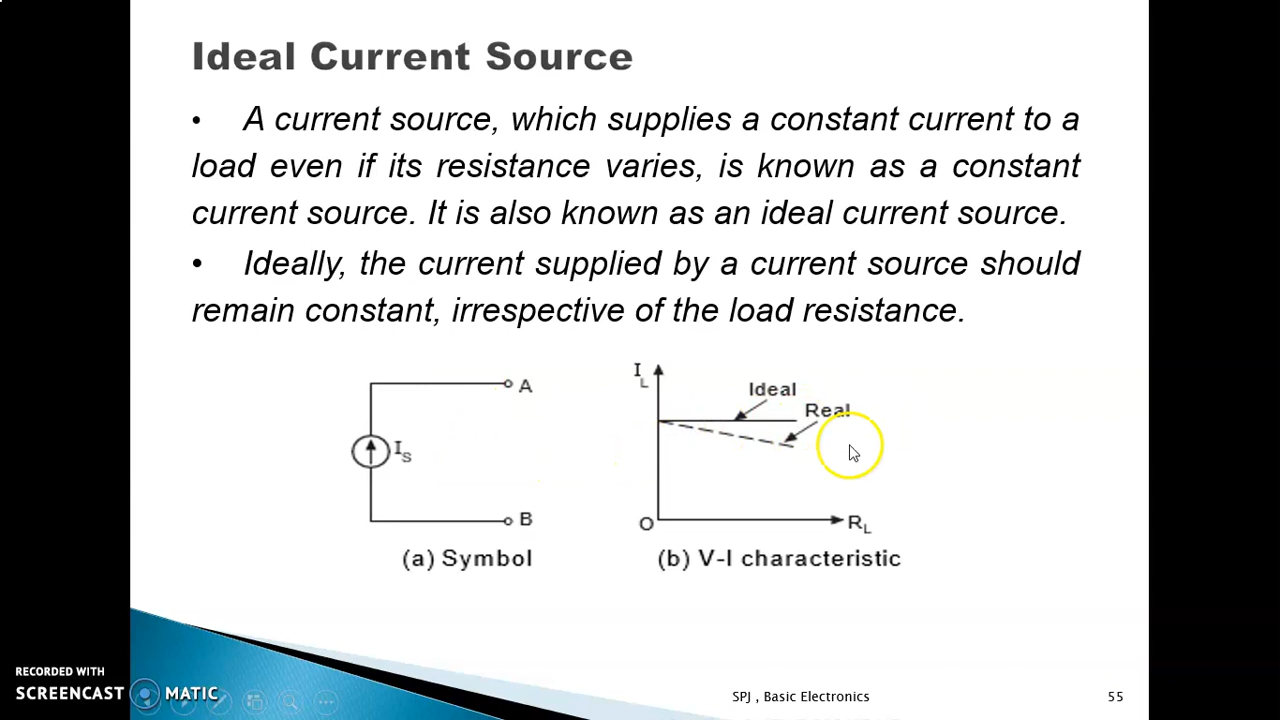 Ideal Current Source
• A current source, which supplies a constant current to a
load even if its resistance varies, is known as a constant
current source. It is also known as an ideal current source.
• Ideally, the current supplied by a current source should
remain constant, irrespective of the load resistance.
A
I_S
B
(a) Symbol
I_L
Ideal
Real
O
R_L
(b) V-I characteristic
RECORDED WITH
SCREENCAST MATIC
SPJ , Basic Electronics
55